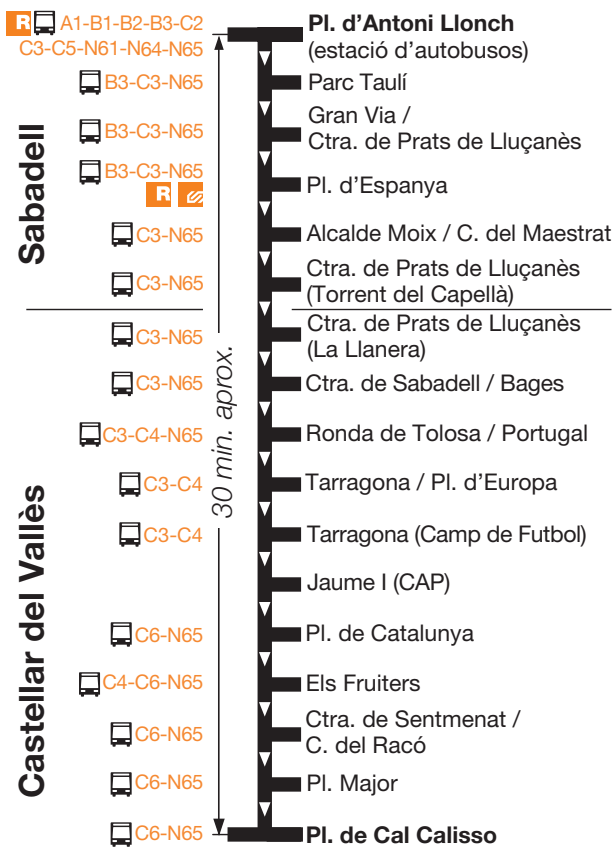 R A1-B1-B2-B3-C2
C3-C5-N61-N64-N65
Pl. d'Antoni Llonch
(estació d'autobusos)
B3-C3-N65
Parc Taulí
B3-C3-N65
Gran Via /
Ctra. de Prats de Lluçanès
B3-C3-N65
R
Pl. d'Espanya
C3-N65
Alcalde Moix / C. del Maestrat
C3-N65
Ctra. de Prats de Lluçanès
(Torrent del Capellà)
Sabadell
C3-N65
Ctra. de Prats de Lluçanès
(La Llanera)
C3-N65
Ctra. de Sabadell / Bages
C3-C4-N65
Ronda de Tolosa / Portugal
30 min. aprox.
C3-C4
Tarragona / Pl. d'Europa
C3-C4
Tarragona (Camp de Futbol)
Jaume I (CAP)
C6-N65
Pl. de Catalunya
C4-C6-N65
Els Fruiters
C6-N65
Ctra. de Sentmenat /
C. del Racó
C6-N65
Pl. Major
C6-N65
Pl. de Cal Calisso
Castellar del Vallès